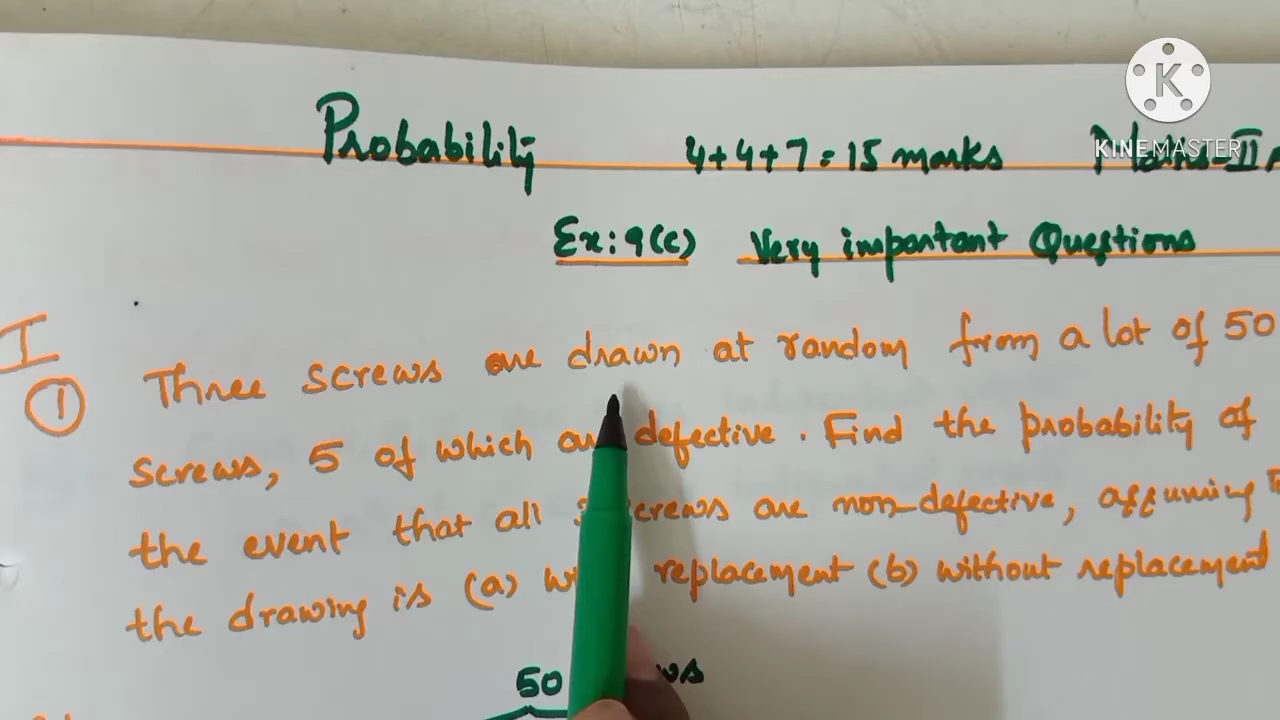 Probability 4+4+7=15 marks
KINEMASTER
Ex: 9(c) Very important Questions
I
① Three screws are drawn at random from a lot of 50
screws, 5 of which are defective. Find the probability of
the event that all 3 screws are non-defective, assuming
the drawing is (a) replacement (b) without replacement
50